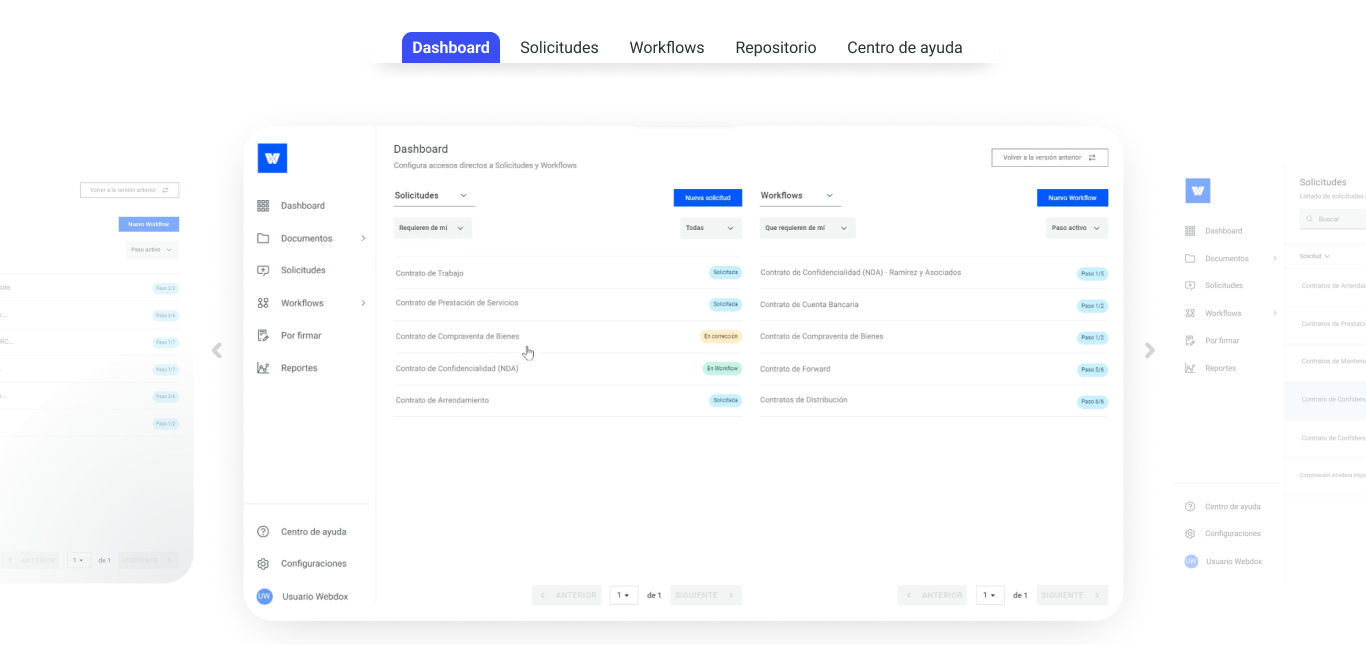 Dashboard Solicitudes Workflows Repositorio Centro de ayuda
Volver a la versión anterior
Nuevo Workflow
Paso activo
Paso 2/2
Paso 5/6
Paso 7/7
Paso 7/7
Paso 3/6
Paso 1/2
ANTERIOR 1 de 1 SIGUIENTE
W
Dashboard
Documentos
Solicitudes
Workflows
Por firmar
Reportes
Centro de ayuda
Configuraciones
UW Usuario Webdox
Dashboard
Configura accesos directo a Solicitudes y Workflows
Volver a la versión anterior
Solicitudes
Nueva solicitud
Requieren de mí
Todas
Contrato de Trabajo Solicitada
Contrato de Prestación de Servicios Solicitada
Contrato de Compraventa de Bienes En corrección
Contrato de Confidencialidad (NDA) En Workflow
Contrato de Arrendamiento Solicitada
ANTERIOR 1 de 1 SIGUIENTE
Workflows
Nuevo Workflow
Que requieren de mí
Paso activo
Contrato de Confidencialidad (NDA) - Ramírez y Asociados Paso 1/5
Contrato de Cuenta Bancaria Paso 1/2
Contrato de Compraventa de Bienes Paso 1/2
Contrato de Forward Paso 5/6
Contratos de Distribución Paso 6/6
ANTERIOR 1 de 1 SIGUIENTE
W
Dashboard
Documentos
Solicitudes
Workflows
Por firmar
Reportes
Centro de ayuda
Configuraciones
UW Usuario Webdox
Solicitudes
Listado de solicitudes
Buscar
Solicitud
Contratos de Arrendar
Contratos de Prestació
Contratos de Manteni
Contrato de Confidenc
Contrato de Confidenc
Corporación Acelera